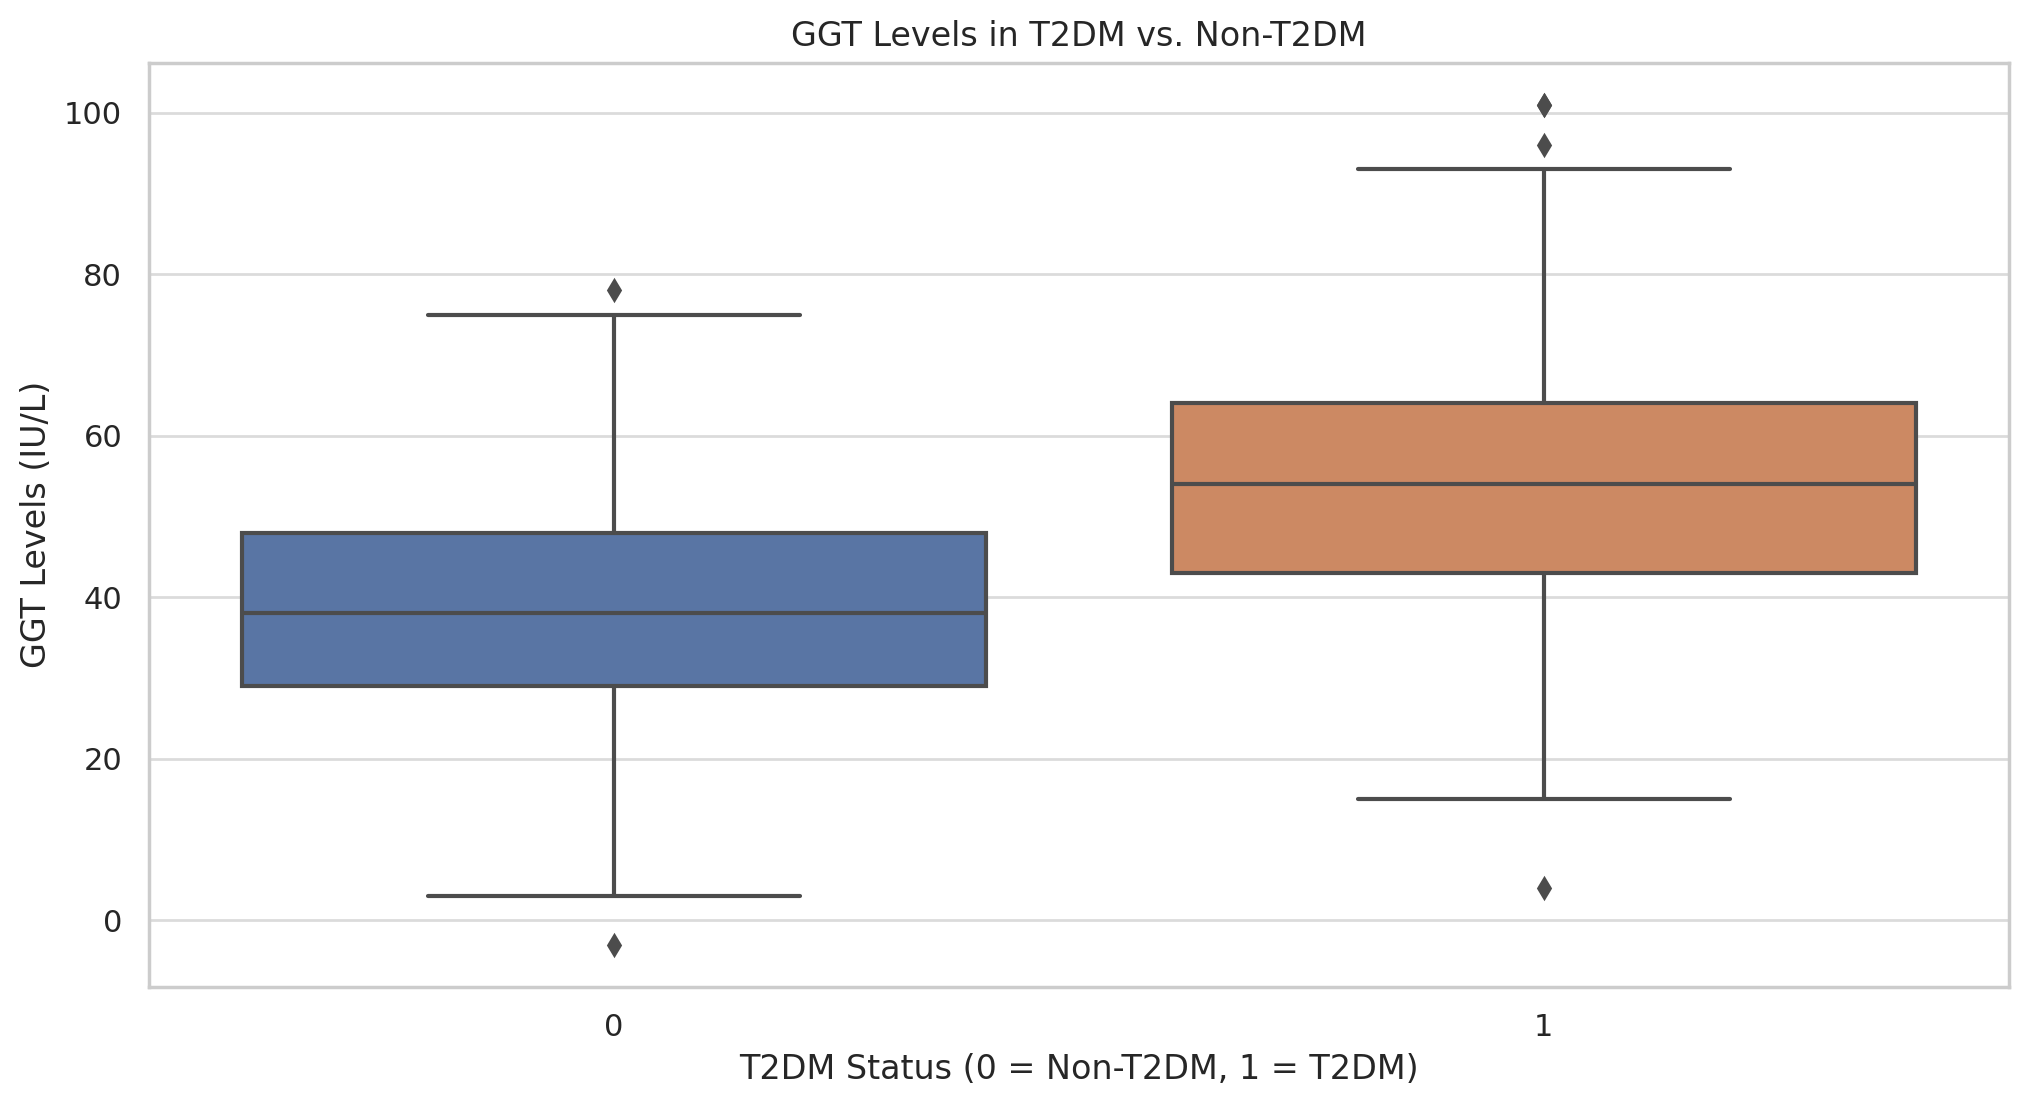 GGT Levels in T2DM vs. Non-T2DM
GGT Levels (IU/L)
100
80
60
40
20
0
0
1
T2DM Status (0 = Non-T2DM, 1 = T2DM)